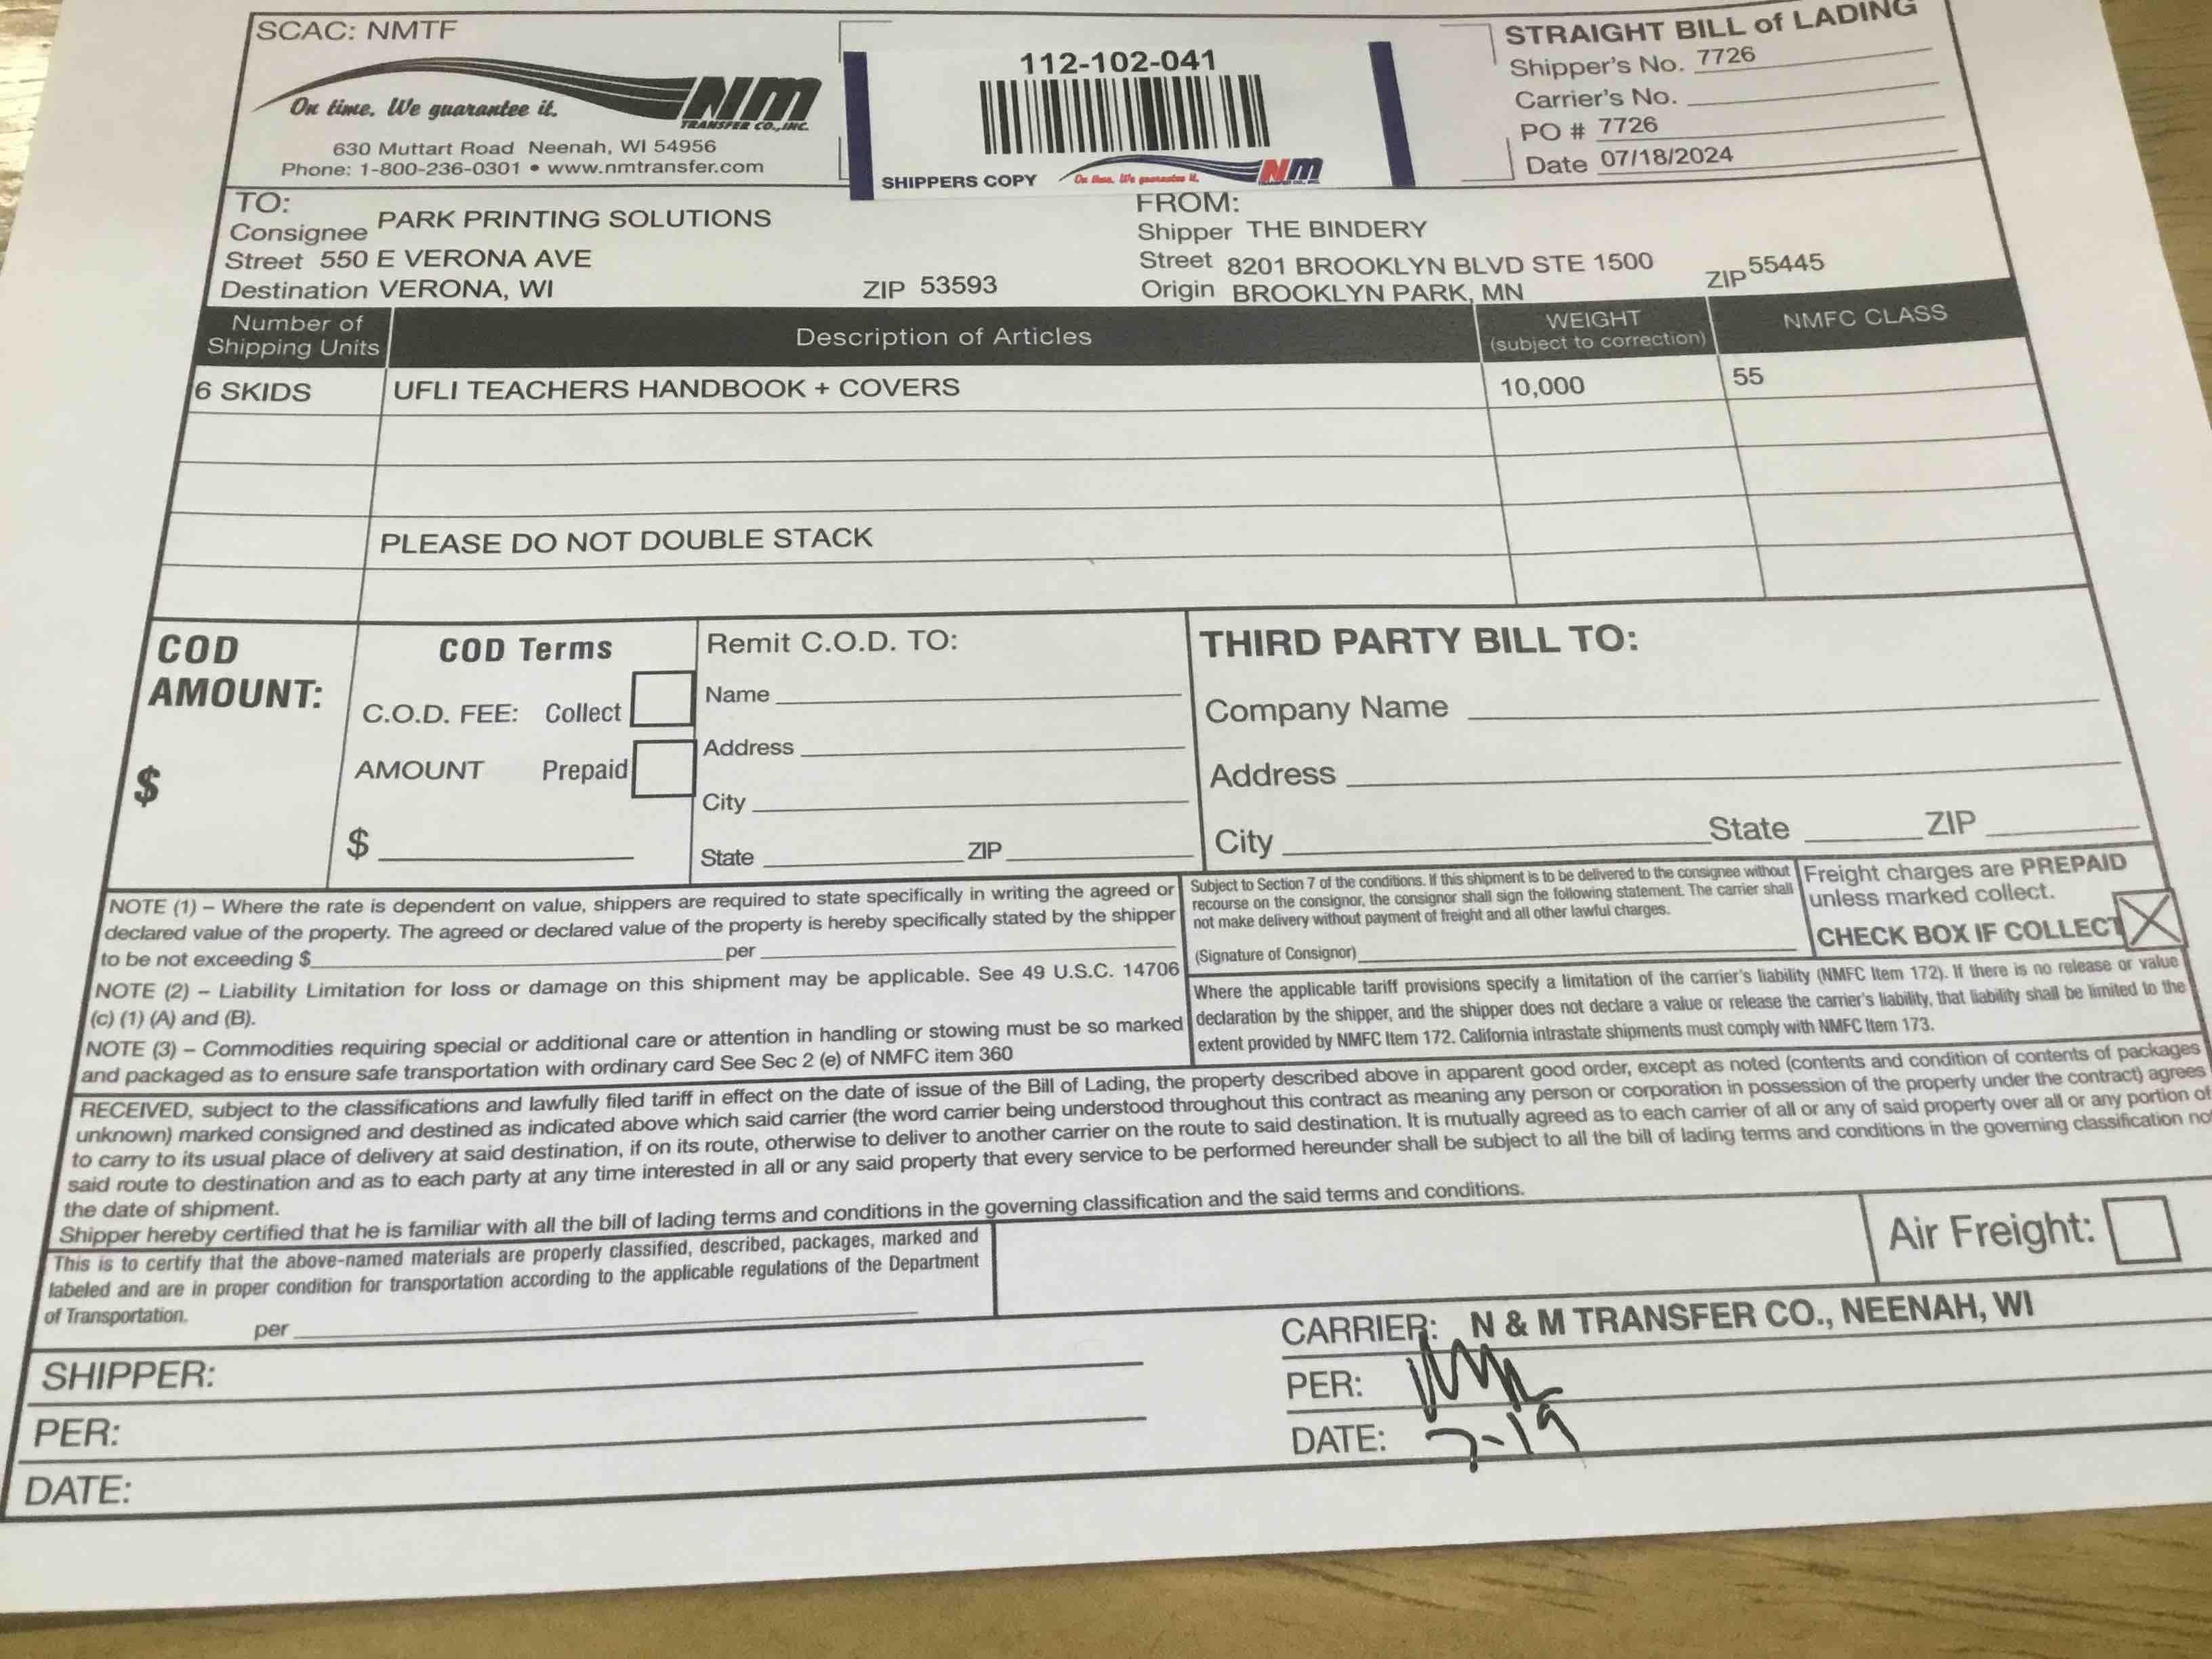 SCAC: NMTF
On time. We guarantee it.
NM
TRANSFER CO., INC.
630 Muttart Road Neenah, WI 54956
Phone: 1-800-236-0301 • www.nmtransfer.com
112-102-041
SHIPPERS COPY
On time. We guarantee it.
NM
STRAIGHT BILL of LADING
Shipper's No. 7726
Carrier's No.
PO # 7726
Date 07/18/2024
TO:
Consignee PARK PRINTING SOLUTIONS
Street 550 E VERONA AVE
Destination VERONA, WI ZIP 53593
FROM:
Shipper THE BINDERY
Street 8201 BROOKLYN BLVD STE 1500
Origin BROOKLYN PARK, MN ZIP 55445
Number of Shipping Units Description of Articles WEIGHT (subject to correction) NMFC CLASS
6 SKIDS UFLI TEACHERS HANDBOOK + COVERS 10,000 55
PLEASE DO NOT DOUBLE STACK
COD AMOUNT:
$
COD Terms
C.O.D. FEE: Collect
AMOUNT Prepaid
$
Remit C.O.D. TO:
Name
Address
City
State ZIP
THIRD PARTY BILL TO:
Company Name
Address
City State ZIP
NOTE (1) – Where the rate is dependent on value, shippers are required to state specifically in writing the agreed or
declared value of the property. The agreed or declared value of the property is hereby specifically stated by the shipper
to be not exceeding $ per
NOTE (2) – Liability Limitation for loss or damage on this shipment may be applicable. See 49 U.S.C. 14706
(c) (1) (A) and (B).
NOTE (3) – Commodities requiring special or additional care or attention in handling or stowing must be so marked
and packaged as to ensure safe transportation with ordinary card See Sec 2 (e) of NMFC item 360
Subject to Section 7 of the conditions. If this shipment is to be delivered to the consignee without
recourse on the consignor, the consignor shall sign the following statement. The carrier shall
not make delivery without payment of freight and all other lawful charges.
(Signature of Consignor)
Freight charges are PREPAID
unless marked collect.
CHECK BOX IF COLLECT
Where the applicable tariff provisions specify a limitation of the carrier's liability (NMFC Item 172). If there is no release or value
declaration by the shipper, and the shipper does not declare a value or release the carrier's liability, that liability shall be limited to the
extent provided by NMFC Item 172. California intrastate shipments must comply with NMFC Item 173.
RECEIVED, subject to the classifications and lawfully filed tariff in effect on the date of issue of the Bill of Lading, the property described above in apparent good order, except as noted (contents and condition of contents of packages
unknown) marked consigned and destined as indicated above which said carrier (the word carrier being understood throughout this contract as meaning any person or corporation in possession of the property under the contract) agrees
to carry to its usual place of delivery at said destination, if on its route, otherwise to deliver to another carrier on the route to said destination. It is mutually agreed as to each carrier of all or any of said property over all or any portion of
said route to destination and as to each party at any time interested in all or any said property that every service to be performed hereunder shall be subject to all the bill of lading terms and conditions in the governing classification
the date of shipment.
Shipper hereby certified that he is familiar with all the bill of lading terms and conditions in the governing classification and the said terms and conditions.
This is to certify that the above-named materials are properly classified, described, packages, marked and
labeled and are in proper condition for transportation according to the applicable regulations of the Department
of Transportation.
per
Air Freight:
SHIPPER:
PER:
DATE:
CARRIER: N & M TRANSFER CO., NEENAH, WI
PER:
DATE: 7-19